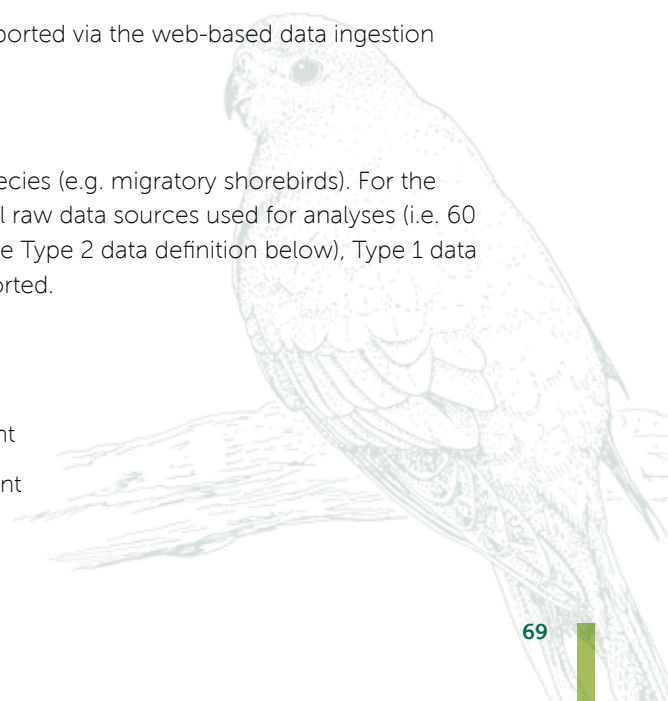 ported via the web-based data ingestion
ecies (e.g. migratory shorebirds). For the
l raw data sources used for analyses (i.e. 60
e Type 2 data definition below), Type 1 data
orted.
nt
nt
69